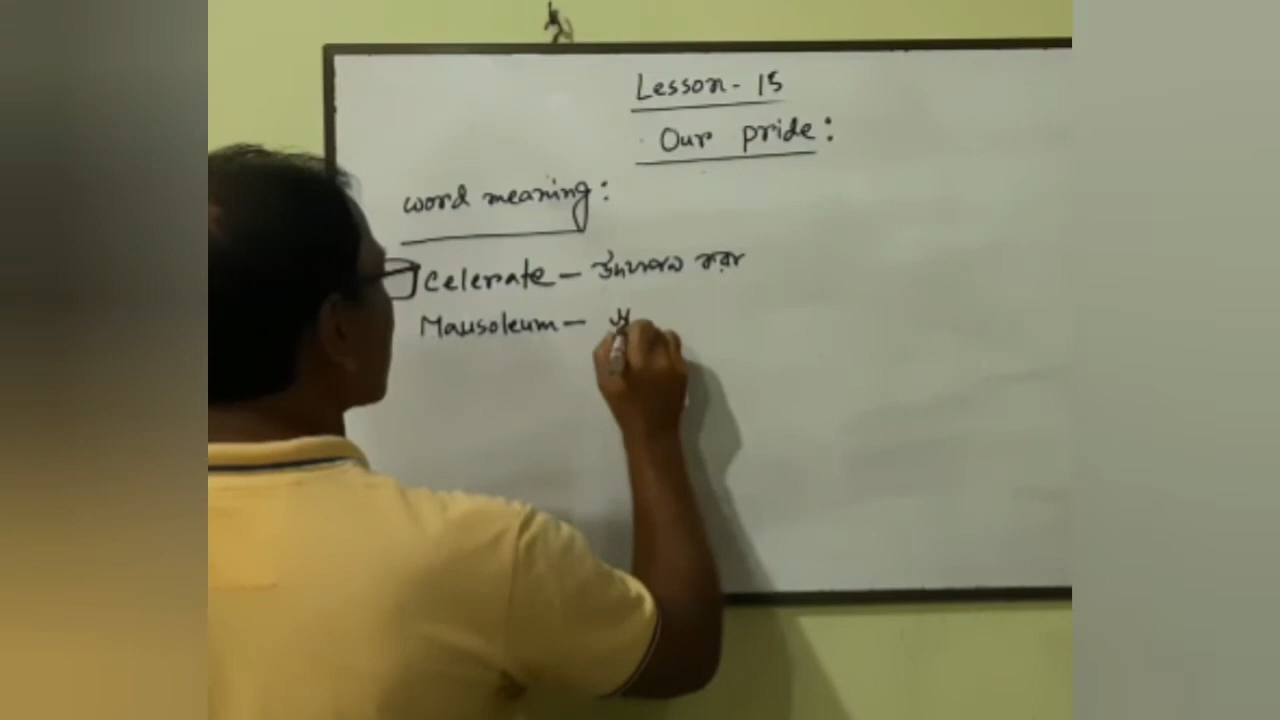 Lesson - 15
Our pride :
word meaning :
Celerate - উদযাপন করা
Mausoleum - স্